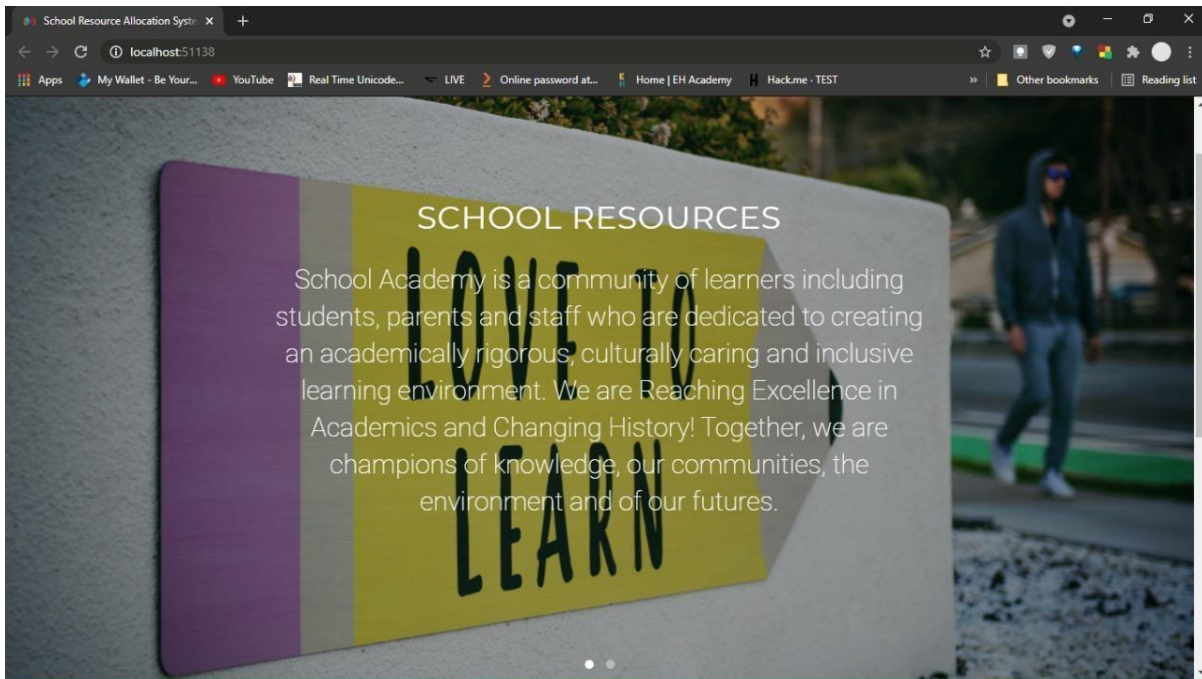 School Resource Allocation Syste
localhost:51138
Apps
My Wallet - Be Your...
YouTube
Real Time Unicode...
LIVE
Online password at...
Home | EH Academy
Hack.me - TEST
»
Other bookmarks
Reading list
SCHOOL RESOURCES
School Academy is a community of learners including
students, parents and staff who are dedicated to creating
an academically rigorous, culturally caring and inclusive
learning environment. We are Reaching Excellence in
Academics and Changing History! Together, we are
champions of knowledge, our communities, the
environment and of our futures.
LOVE TO
LEARN